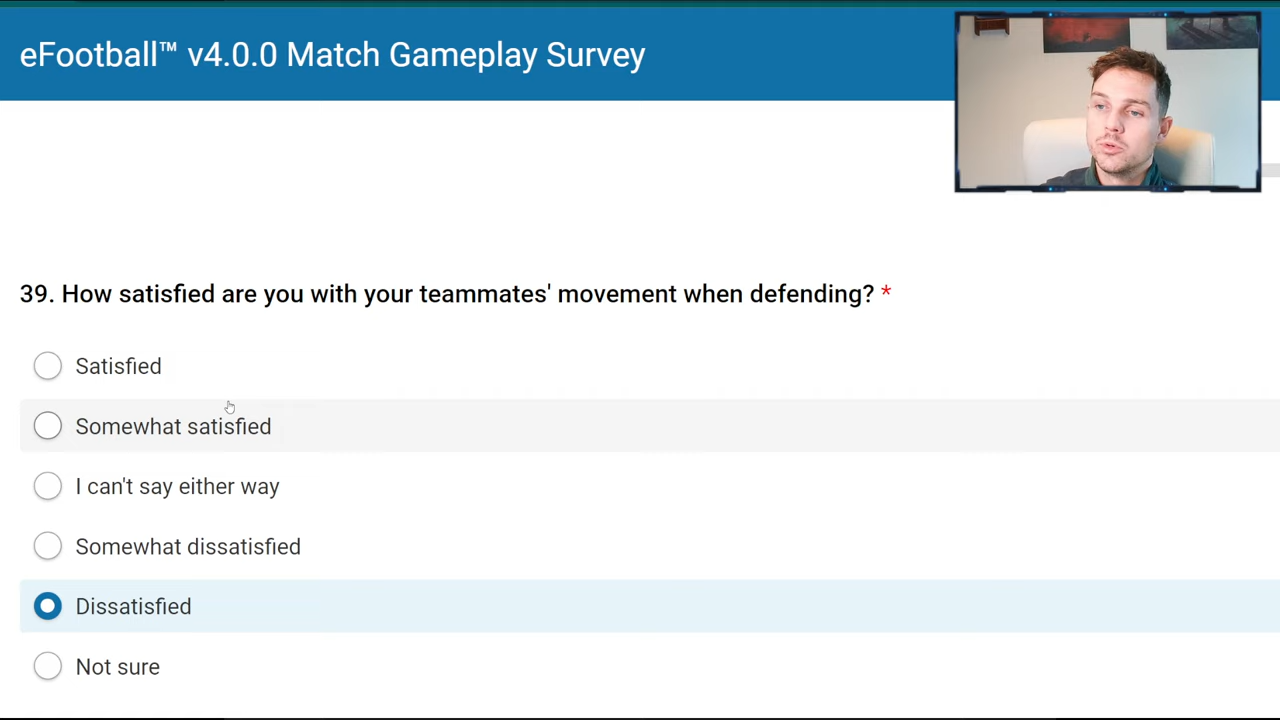 eFootball™ v4.0.0 Match Gameplay Survey
39. How satisfied are you with your teammates' movement when defending? *
Satisfied
Somewhat satisfied
I can't say either way
Somewhat dissatisfied
Dissatisfied
Not sure